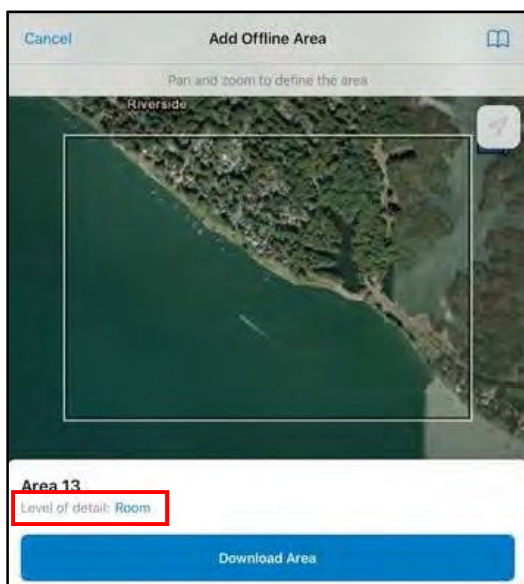 Cancel Add Offline Area
Pan and zoom to define the area
Riverside
Area 13
Level of detail: Room
Download Area